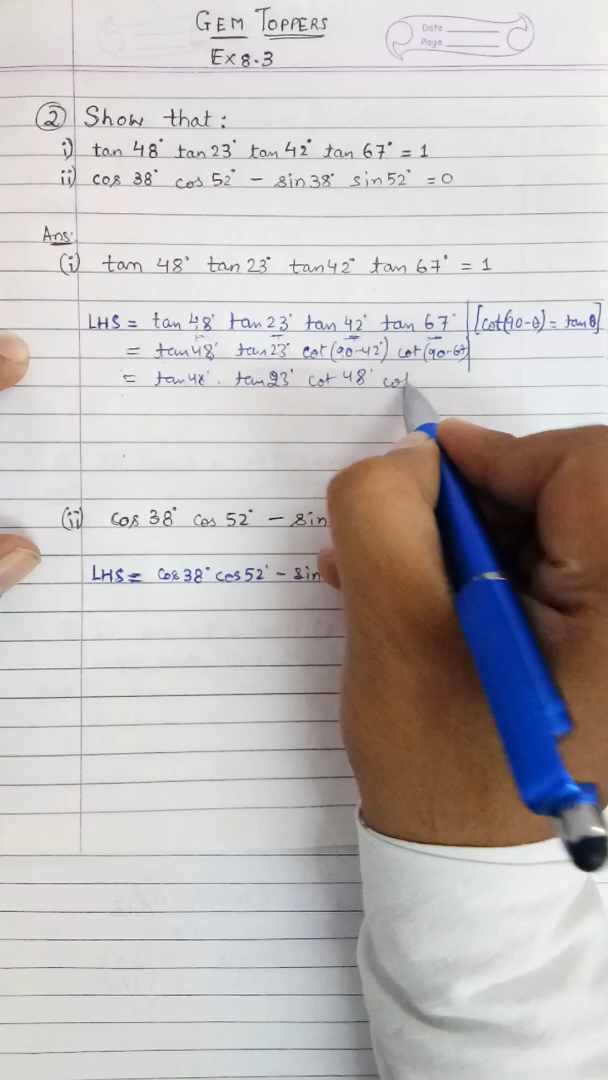 GEM TOPPERS
Date
Page
Ex 8.3
② Show that:
i) tan 48° tan 23° tan 42° tan 67° = 1
ii) cos 38° cos 52° - sin 38° sin 52° = 0
Ans:
(i) tan 48° tan 23° tan 42° tan 67° = 1
LHS = tan 48° tan 23° tan 42° tan 67° [cot(90-θ) = tan θ]
= tan 48° tan 23° cot (90-42°) cot (90-67)
= tan 48° . tan 23° cot 48° cot
(ii) cos 38° cos 52° - sin
LHS = cos 38° cos 52° - sin